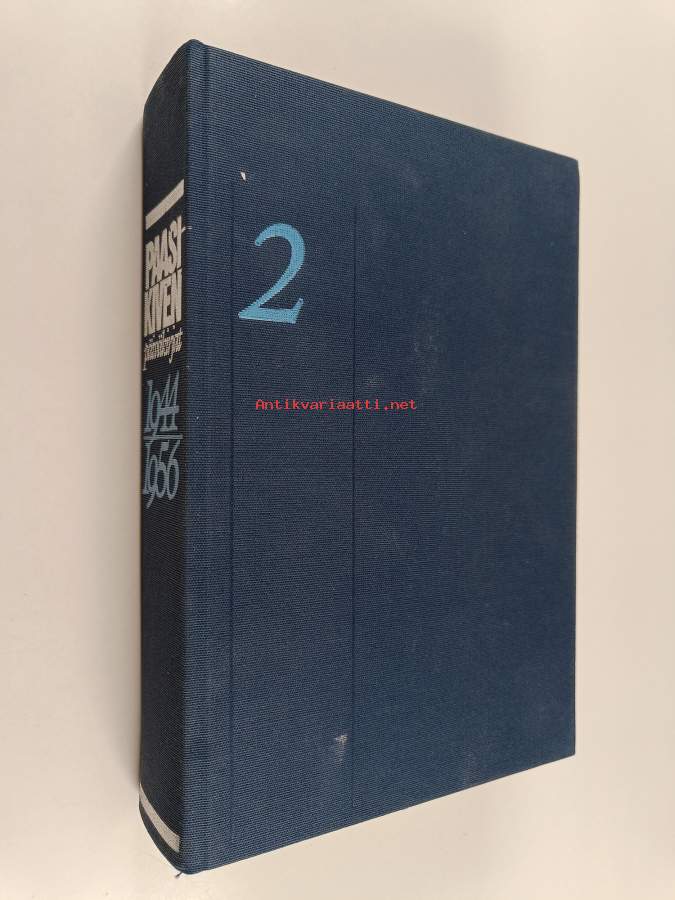 PAASI-
KIVEN
päiväkirjat
1944
1956
2
Antikvariaatti.net